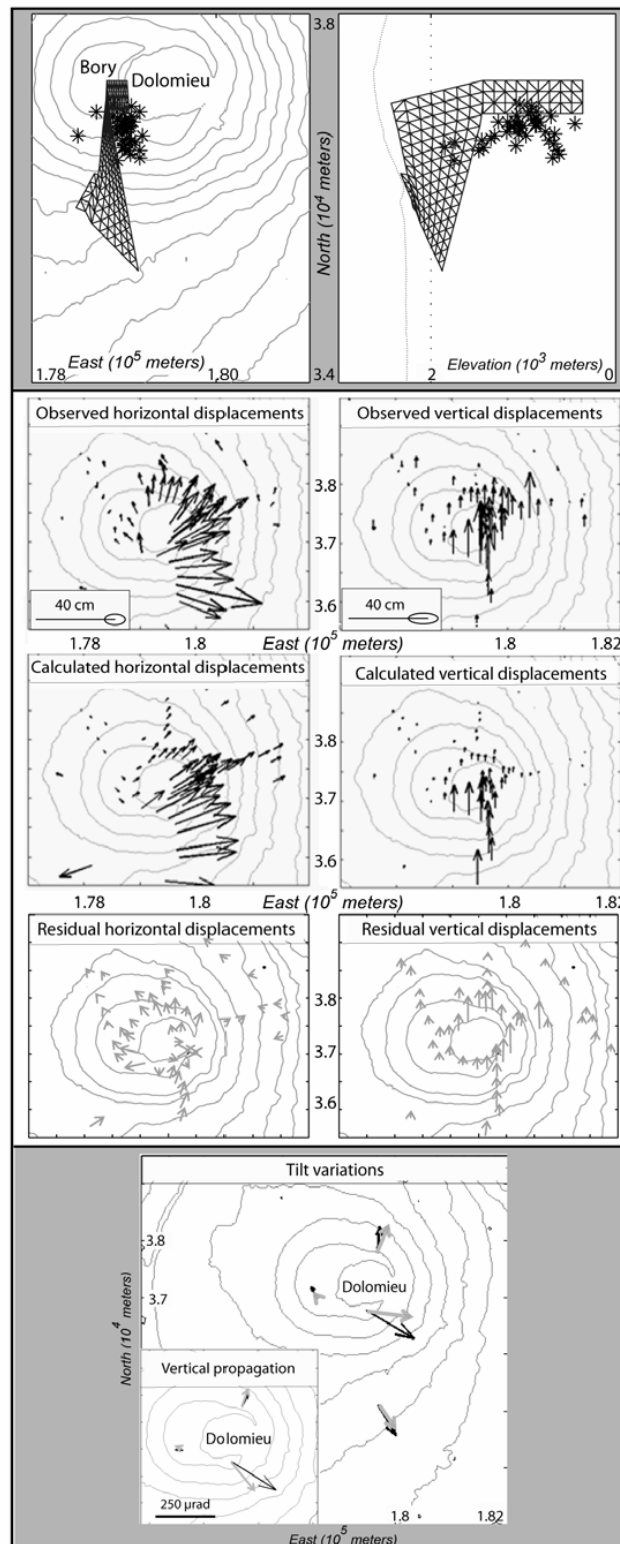 3.8
Bory
Dolomieu
North (10⁴ meters)
1.78
East (10⁵ meters)
1.80
3.4
2
Elevation (10³ meters)
0
Observed horizontal displacements
Observed vertical displacements
3.8
3.7
40 cm
40 cm
3.6
1.78
1.8
East (10⁵ meters)
1.8
1.82
Calculated horizontal displacements
Calculated vertical displacements
3.8
3.7
3.6
1.78
1.8
East (10⁵ meters)
1.8
1.82
Residual horizontal displacements
Residual vertical displacements
3.8
3.7
3.6
Tilt variations
3.8
Dolomieu
3.7
North (10⁴ meters)
Vertical propagation
Dolomieu
250 µrad
1.8
1.82
East (10⁵ meters)